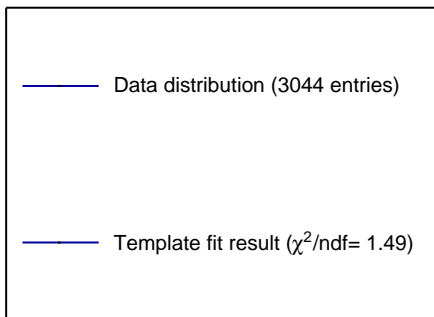 Data distribution (3044 entries)
Template fit result (χ²/ndf= 1.49)